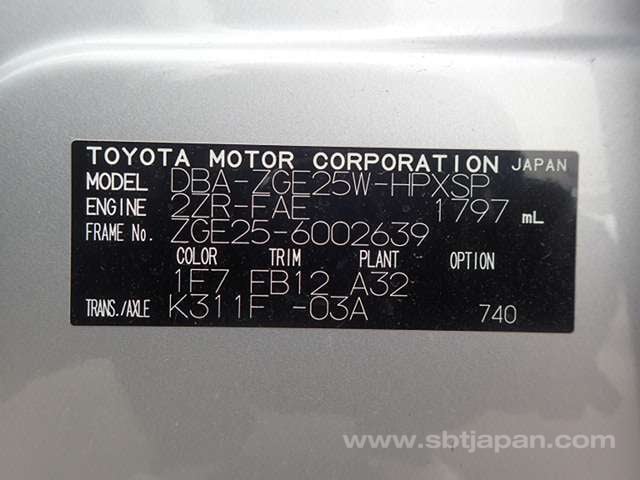 TOYOTA MOTOR CORPORATION JAPAN
MODEL DBA-ZGE25W-HPXSP
ENGINE 2ZR-FAE 1797 mL
FRAME No. ZGE25-6002639
COLOR TRIM PLANT OPTION
1F7 FB12 A32
TRANS./AXLE K311F -03A 740
www.sbtjapan.com